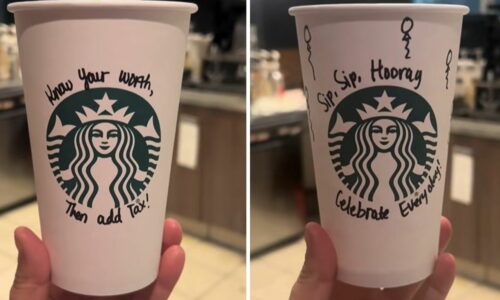 Know Your worth,
Then add Tax!
Sip, Sip, Hooray
Celebrate Everyday!